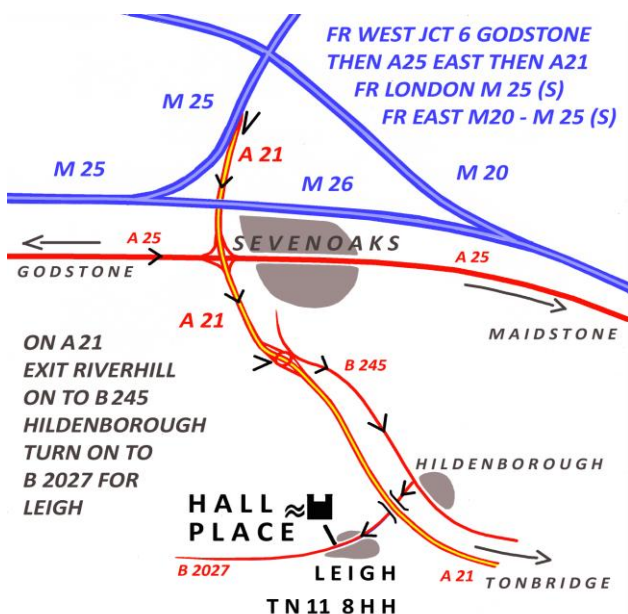 FR WEST JCT 6 GODSTONE
THEN A25 EAST THEN A21
FR LONDON M 25 (S)
FR EAST M20 - M 25 (S)
M 25
A 21
M 25
M 26
M 20
A 25
SEVENOAKS
A 25
GODSTONE
A 21
MAIDSTONE
ON A 21
EXIT RIVERHILL
ON TO B 245
HILDENBOROUGH
TURN ON TO
B 2027 FOR
LEIGH
B 245
HILDENBOROUGH
HALL
PLACE
B 2027
LEIGH
A 21
TONBRIDGE
TN11 8HH